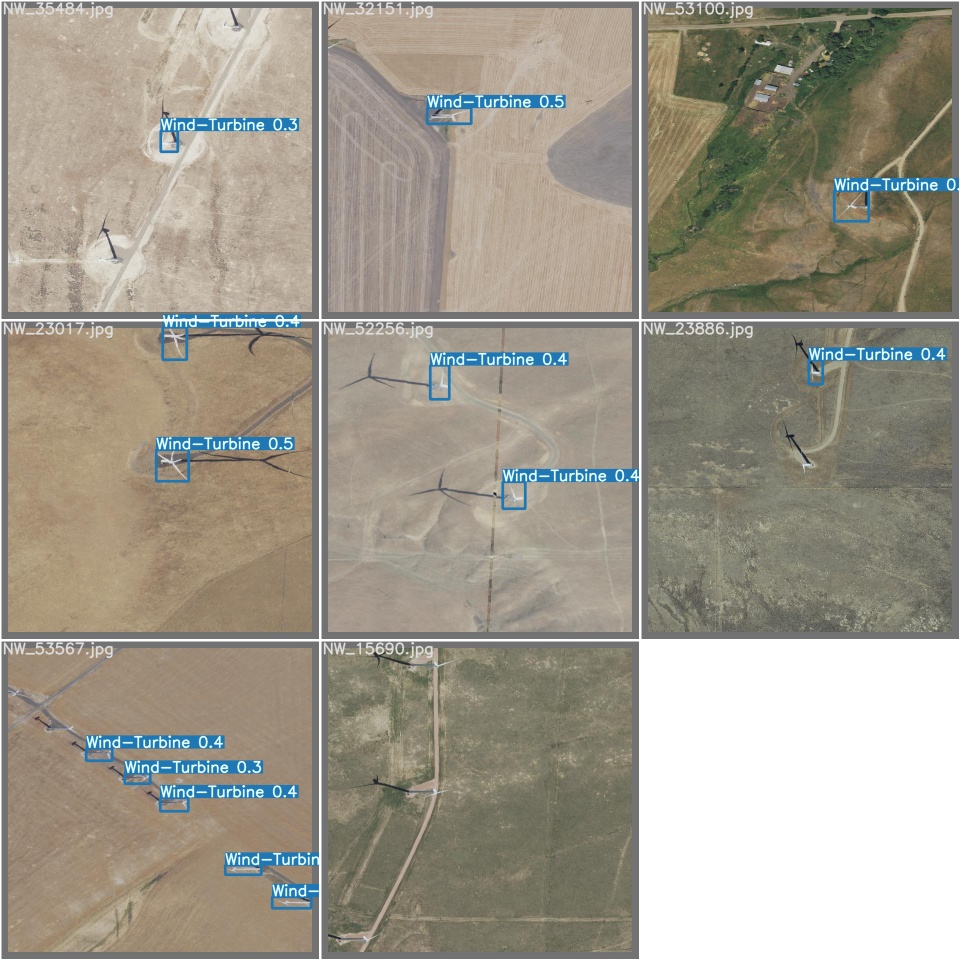 NW_35484.jpg
NW_32151.jpg
NW_53100.jpg
Wind-Turbine 0.3
Wind-Turbine 0.5
Wind-Turbine 0.
NW_23017.jpg
NW_52256.jpg
NW_23886.jpg
Wind-Turbine 0.4
Wind-Turbine 0.4
Wind-Turbine 0.4
Wind-Turbine 0.5
Wind-Turbine 0.4
NW_53567.jpg
NW_15690.jpg
Wind-Turbine 0.4
Wind-Turbine 0.3
Wind-Turbine 0.4
Wind-Turbin
Wind-